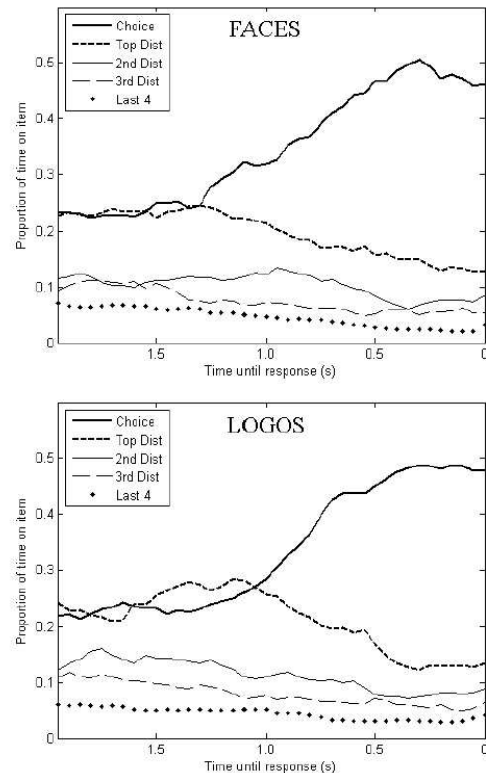 FACES
Choice
Top Dist
2nd Dist
3rd Dist
Last 4
Proportion of time on item
0.6
0.5
0.4
0.3
0.2
0.1
0
1.5
1.0
0.5
0
Time until response (s)
LOGOS
Choice
Top Dist
2nd Dist
3rd Dist
Last 4
Proportion of time on item
0.5
0.4
0.3
0.2
0.1
0
1.5
1.0
0.5
0
Time until response (s)